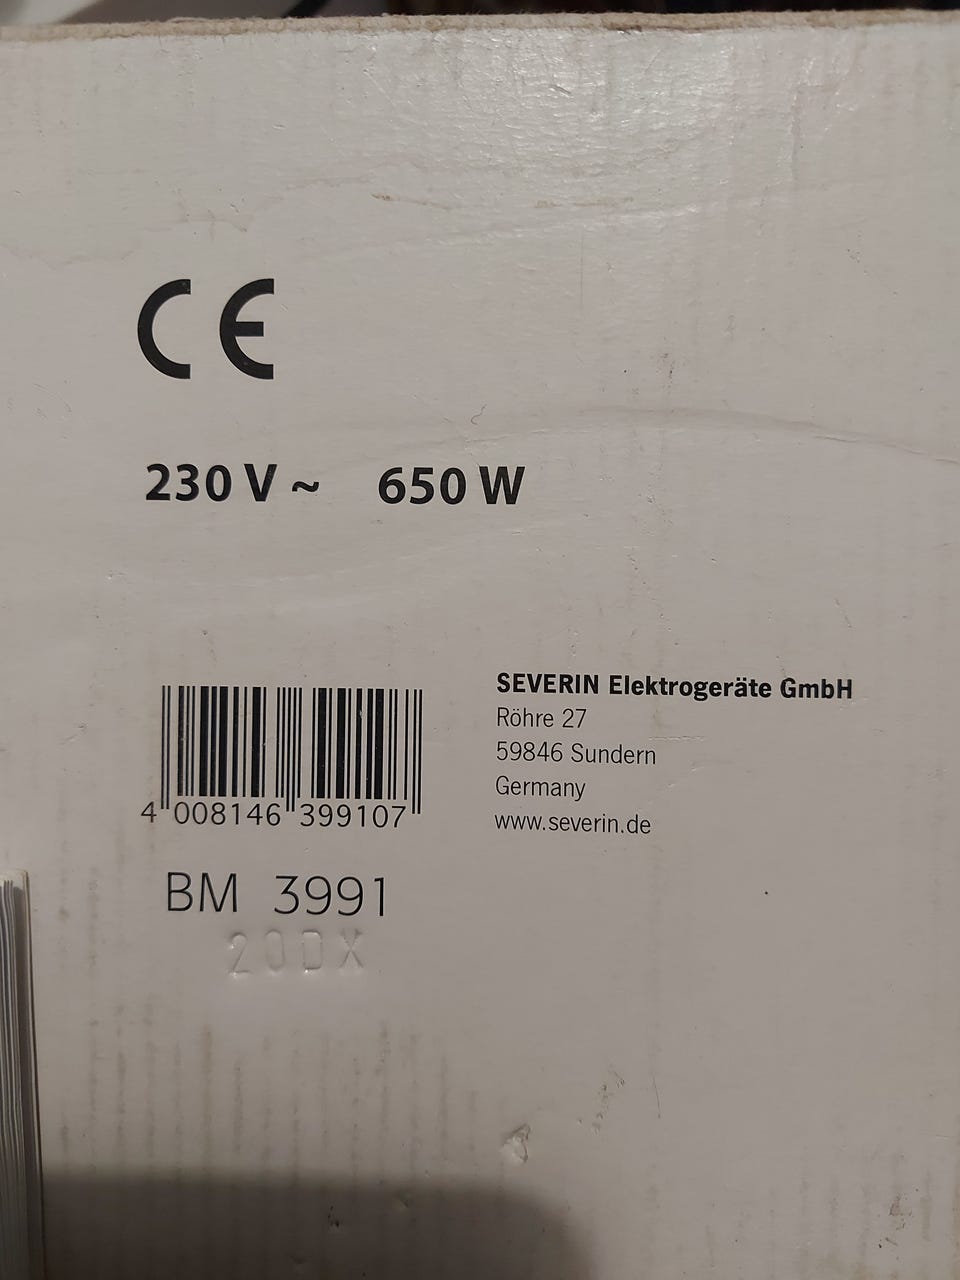 CE
230 V ~ 650 W
SEVERIN Elektrogeräte GmbH
Röhre 27
59846 Sundern
Germany
www.severin.de
4 008146 399107
BM 3991
20DX